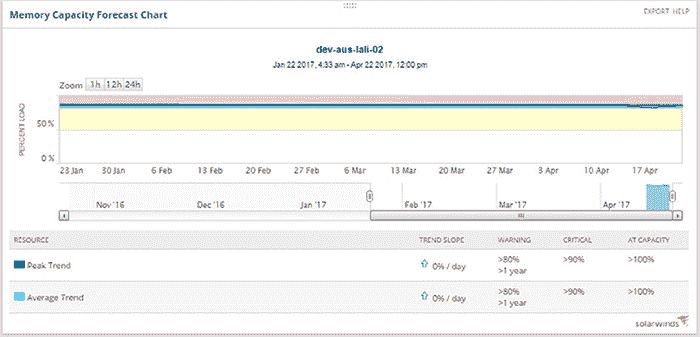 Memory Capacity Forecast Chart
EXPORT HELP
dev-aus-lali-02
Jan 22 2017, 4:33 am - Apr 22 2017, 12:00 pm
Zoom 1h 12h 24h
PERCENT LOAD
50 %
0 %
23 Jan 30 Jan 6 Feb 13 Feb 20 Feb 27 Feb 6 Mar 13 Mar 20 Mar 27 Mar 3 Apr 10 Apr 17 Apr
Nov '16 Dec '16 Jan '17 Feb '17 Mar '17 Apr '17
RESOURCE TREND SLOPE WARNING CRITICAL AT CAPACITY
Peak Trend 0% / day >80% >90% >100%
>1 year
Average Trend 0% / day >80% >90% >100%
>1 year
solarwinds